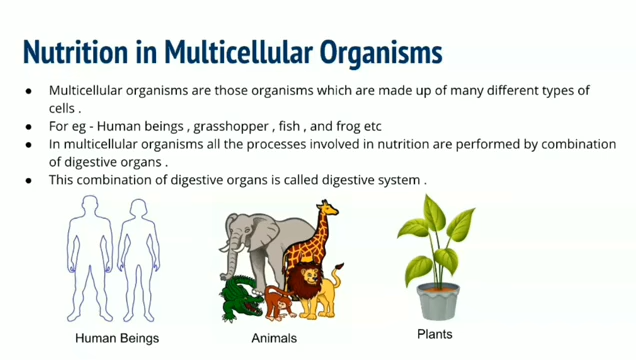 Nutrition in Multicellular Organisms
● Multicellular organisms are those organisms which are made up of many different types of
cells .
● For eg - Human beings , grasshopper , fish , and frog etc
● In multicellular organisms all the processes involved in nutrition are performed by combination
of digestive organs .
● This combination of digestive organs is called digestive system .
Human Beings
Animals
Plants